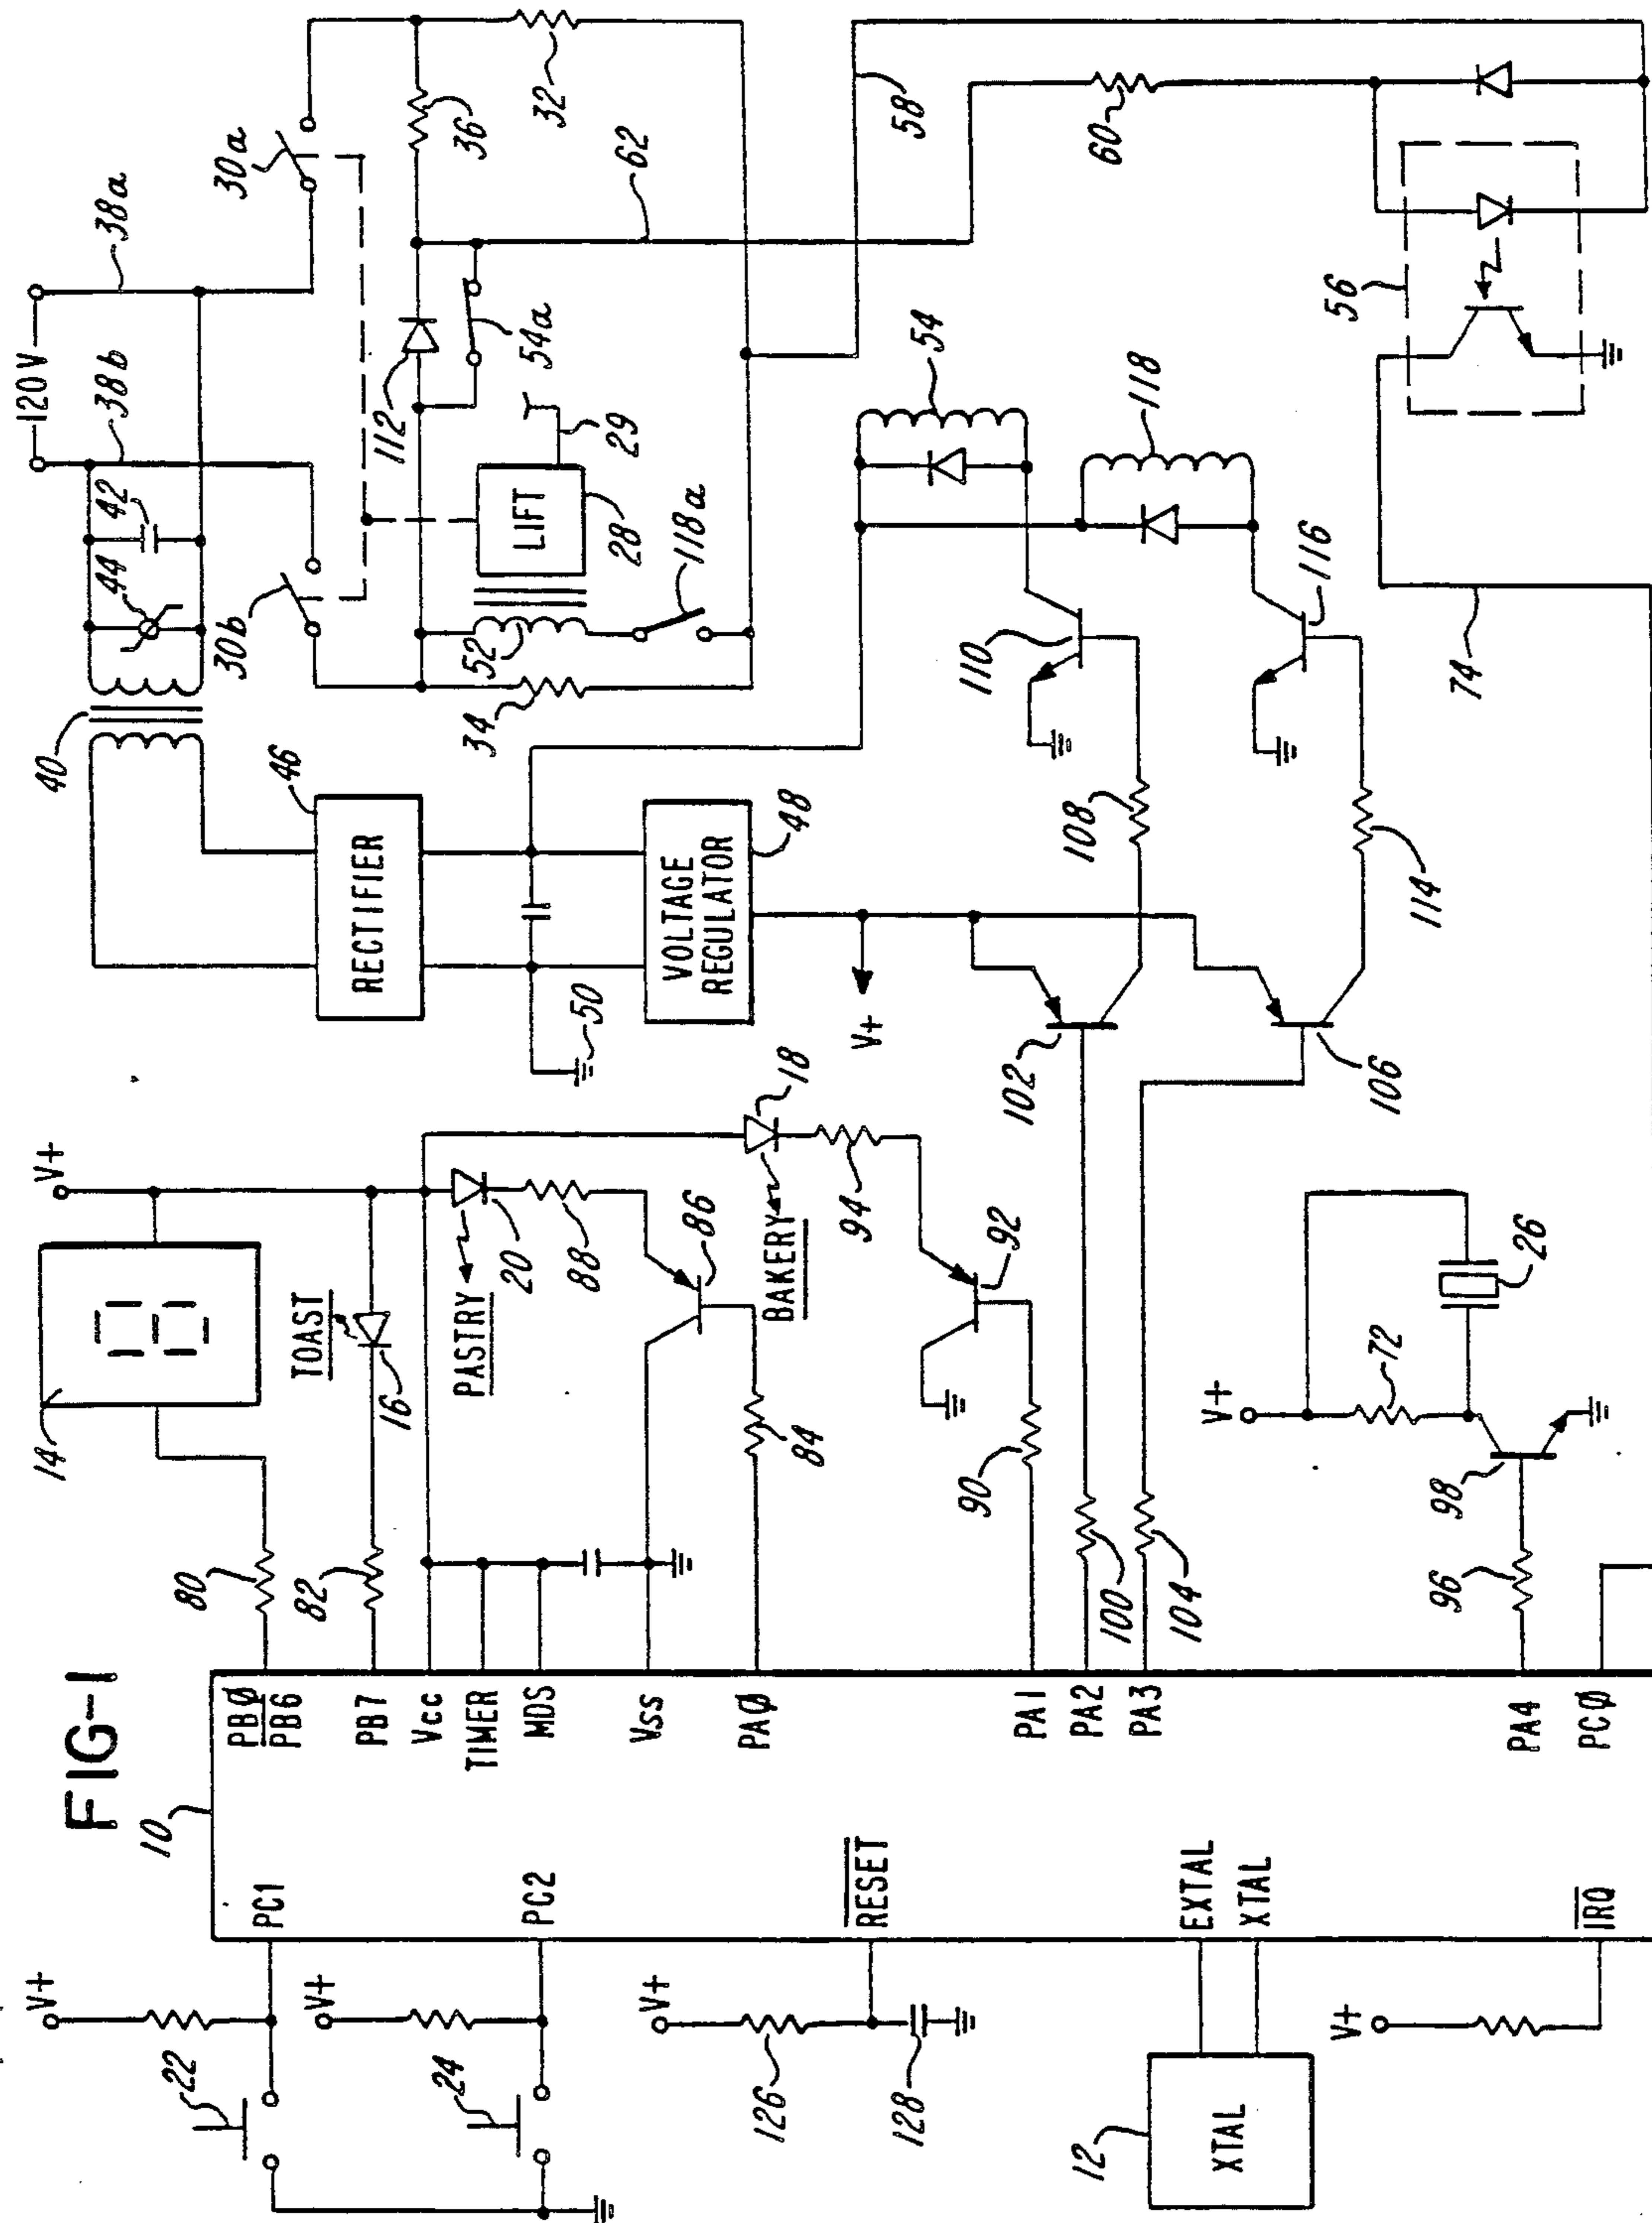 FIG-1
120V
38b
38a
42
44
40
30b
30a
36
32
112
54a
62
LIFT
28
29
52
34
118a
58
60
46
RECTIFIER
VOLTAGE
REGULATOR
48
50
V+
54
118
110
116
108
114
56
74
102
106
V+
14
TOAST
16
PASTRY
20
88
86
84
18
BAKERY
94
92
90
80
82
100
104
V+
72
26
98
96
10
PBØ
PB6
PB7
Vcc
TIMER
MDS
Vss
PAØ
PA1
PA2
PA3
PA4
PCØ
PC1
PC2
RESET
EXTAL
XTAL
IRQ
V+
22
V+
24
V+
126
128
12
XTAL
V+